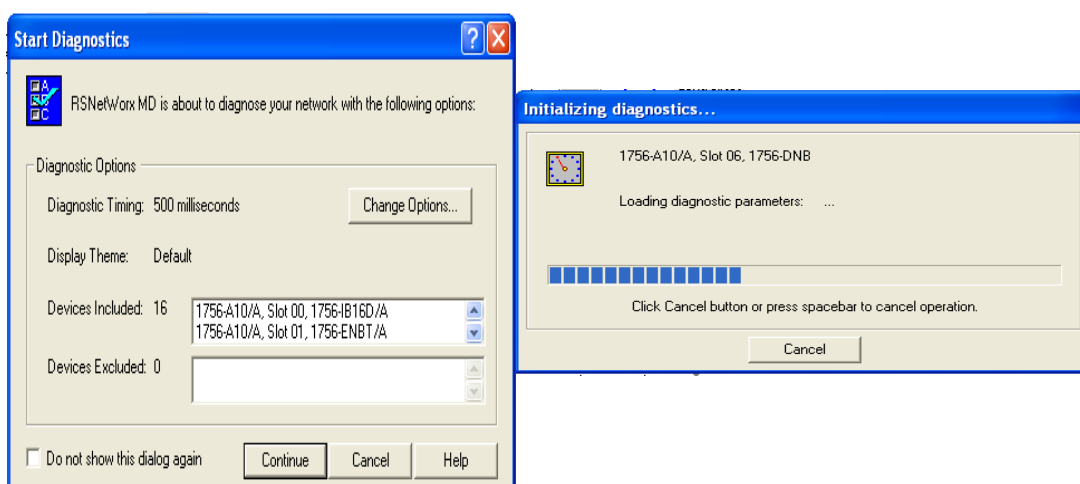 Start Diagnostics
RSNetWorx MD is about to diagnose your network with the following options:
Diagnostic Options
Diagnostic Timing: 500 milliseconds
Change Options...
Display Theme: Default
Devices Included: 16
1756-A10/A, Slot 00, 1756-IB16D/A
1756-A10/A, Slot 01, 1756-ENBT/A
Devices Excluded: 0
Do not show this dialog again
Continue
Cancel
Help
Initializing diagnostics...
1756-A10/A, Slot 06, 1756-DNB
Loading diagnostic parameters: ...
Click Cancel button or press spacebar to cancel operation.
Cancel